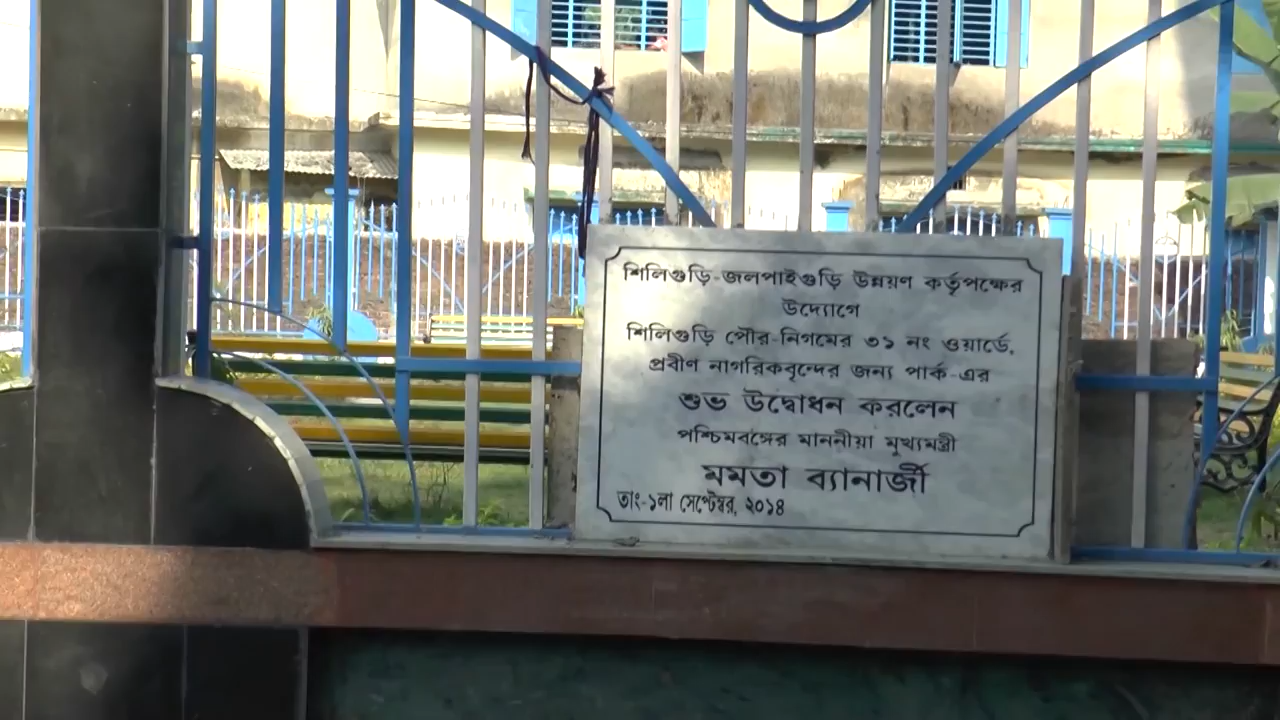 শিলিগুড়ি-জলপাইগুড়ি উন্নয়ণ কর্তৃপক্ষের
উদ্যোগে
শিলিগুড়ি পৌর-নিগমের ৩১ নং ওয়ার্ডে,
প্রবীণ নাগরিকবৃন্দের জন্য পার্ক-এর
শুভ উদ্বোধন করলেন
পশ্চিমবঙ্গের মাননীয়া মুখ্যমন্ত্রী
মমতা ব্যানার্জী
তাং-১লা সেপ্টেম্বর, ২০১৪